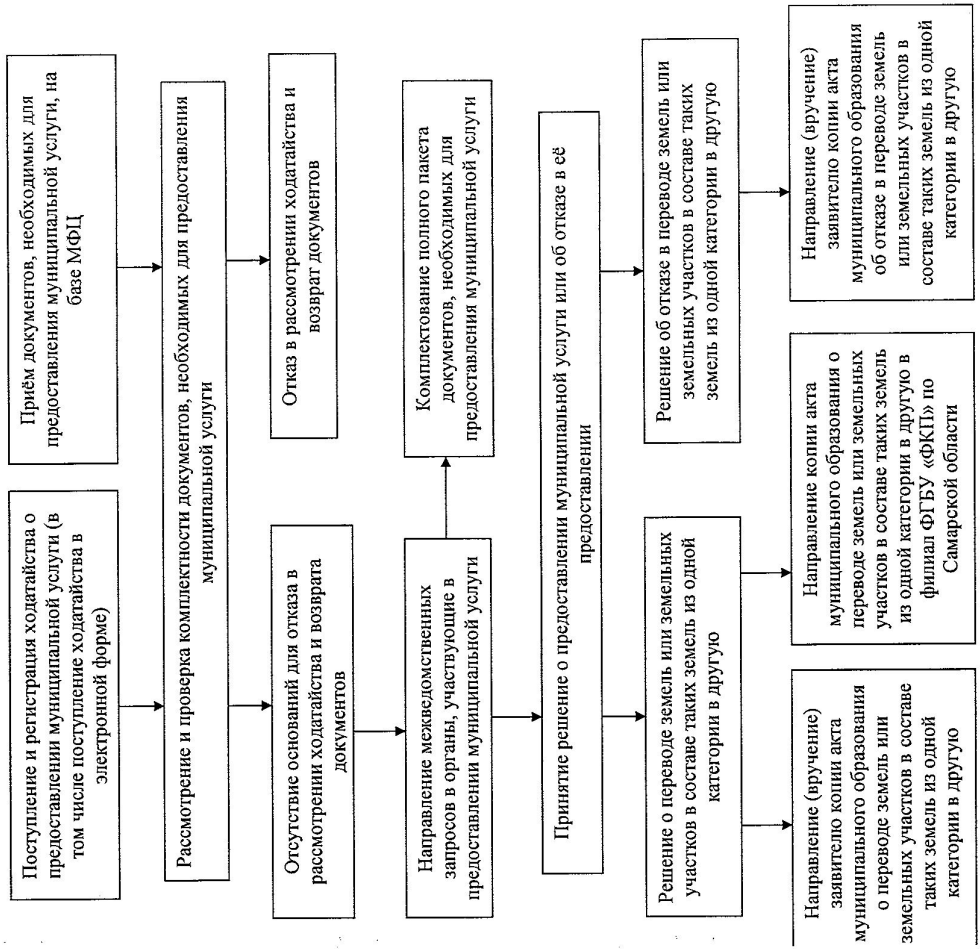 Поступление и регистрация ходатайства о
предоставлении муниципальной услуги (в
том числе поступление ходатайства в
электронной форме)
Приём документов, необходимых для
предоставления муниципальной услуги, на
базе МФЦ
Рассмотрение и проверка комплектности документов, необходимых для предоставления
муниципальной услуги
Отсутствие оснований для отказа в
рассмотрении ходатайства и возврата
документов
Отказ в рассмотрении ходатайства и
возврат документов
Направление межведомственных
запросов в органы, участвующие в
предоставлении муниципальной услуги
Комплектование полного пакета
документов, необходимых для
предоставления муниципальной услуги
Принятие решение о предоставлении муниципальной услуги или об отказе в её
предоставлении
Решение о переводе земель или земельных
участков в составе таких земель из одной
категории в другую
Решение об отказе в переводе земель или
земельных участков в составе таких
земель из одной категории в другую
Направление (вручение)
заявителю копии акта
муниципального образования
о переводе земель или
земельных участков в составе
таких земель из одной
категории в другую
Направление копии акта
муниципального образования о
переводе земель или земельных
участков в составе таких земель
из одной категории в другую в
филиал ФГБУ «ФКП» по
Самарской области
Направление (вручение)
заявителю копии акта
муниципального образования
об отказе в переводе земель
или земельных участков в
составе таких земель из одной
категории в другую